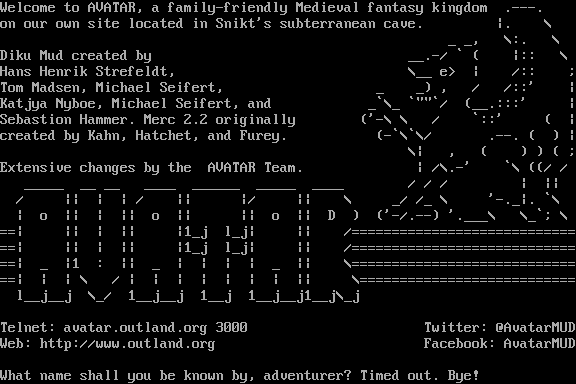 Welcome to AVATAR, a family-friendly Medieval fantasy kingdom
on our own site located in Snikt's subterranean cave.
Diku Mud created by
Hans Henrik Strefeldt,
Tom Madsen, Michael Seifert,
Katjya Nyboe, Michael Seifert, and
Sebastion Hammer. Merc 2.2 originally
created by Kahn, Hatchet, and Furey.
Extensive changes by the  AVATAR Team.
AVATAR
Telnet: avatar.outland.org 3000
Twitter: @AvatarMUD
Web: http://www.outland.org
Facebook: AvatarMUD
What name shall you be known by, adventurer? Timed out. Bye!